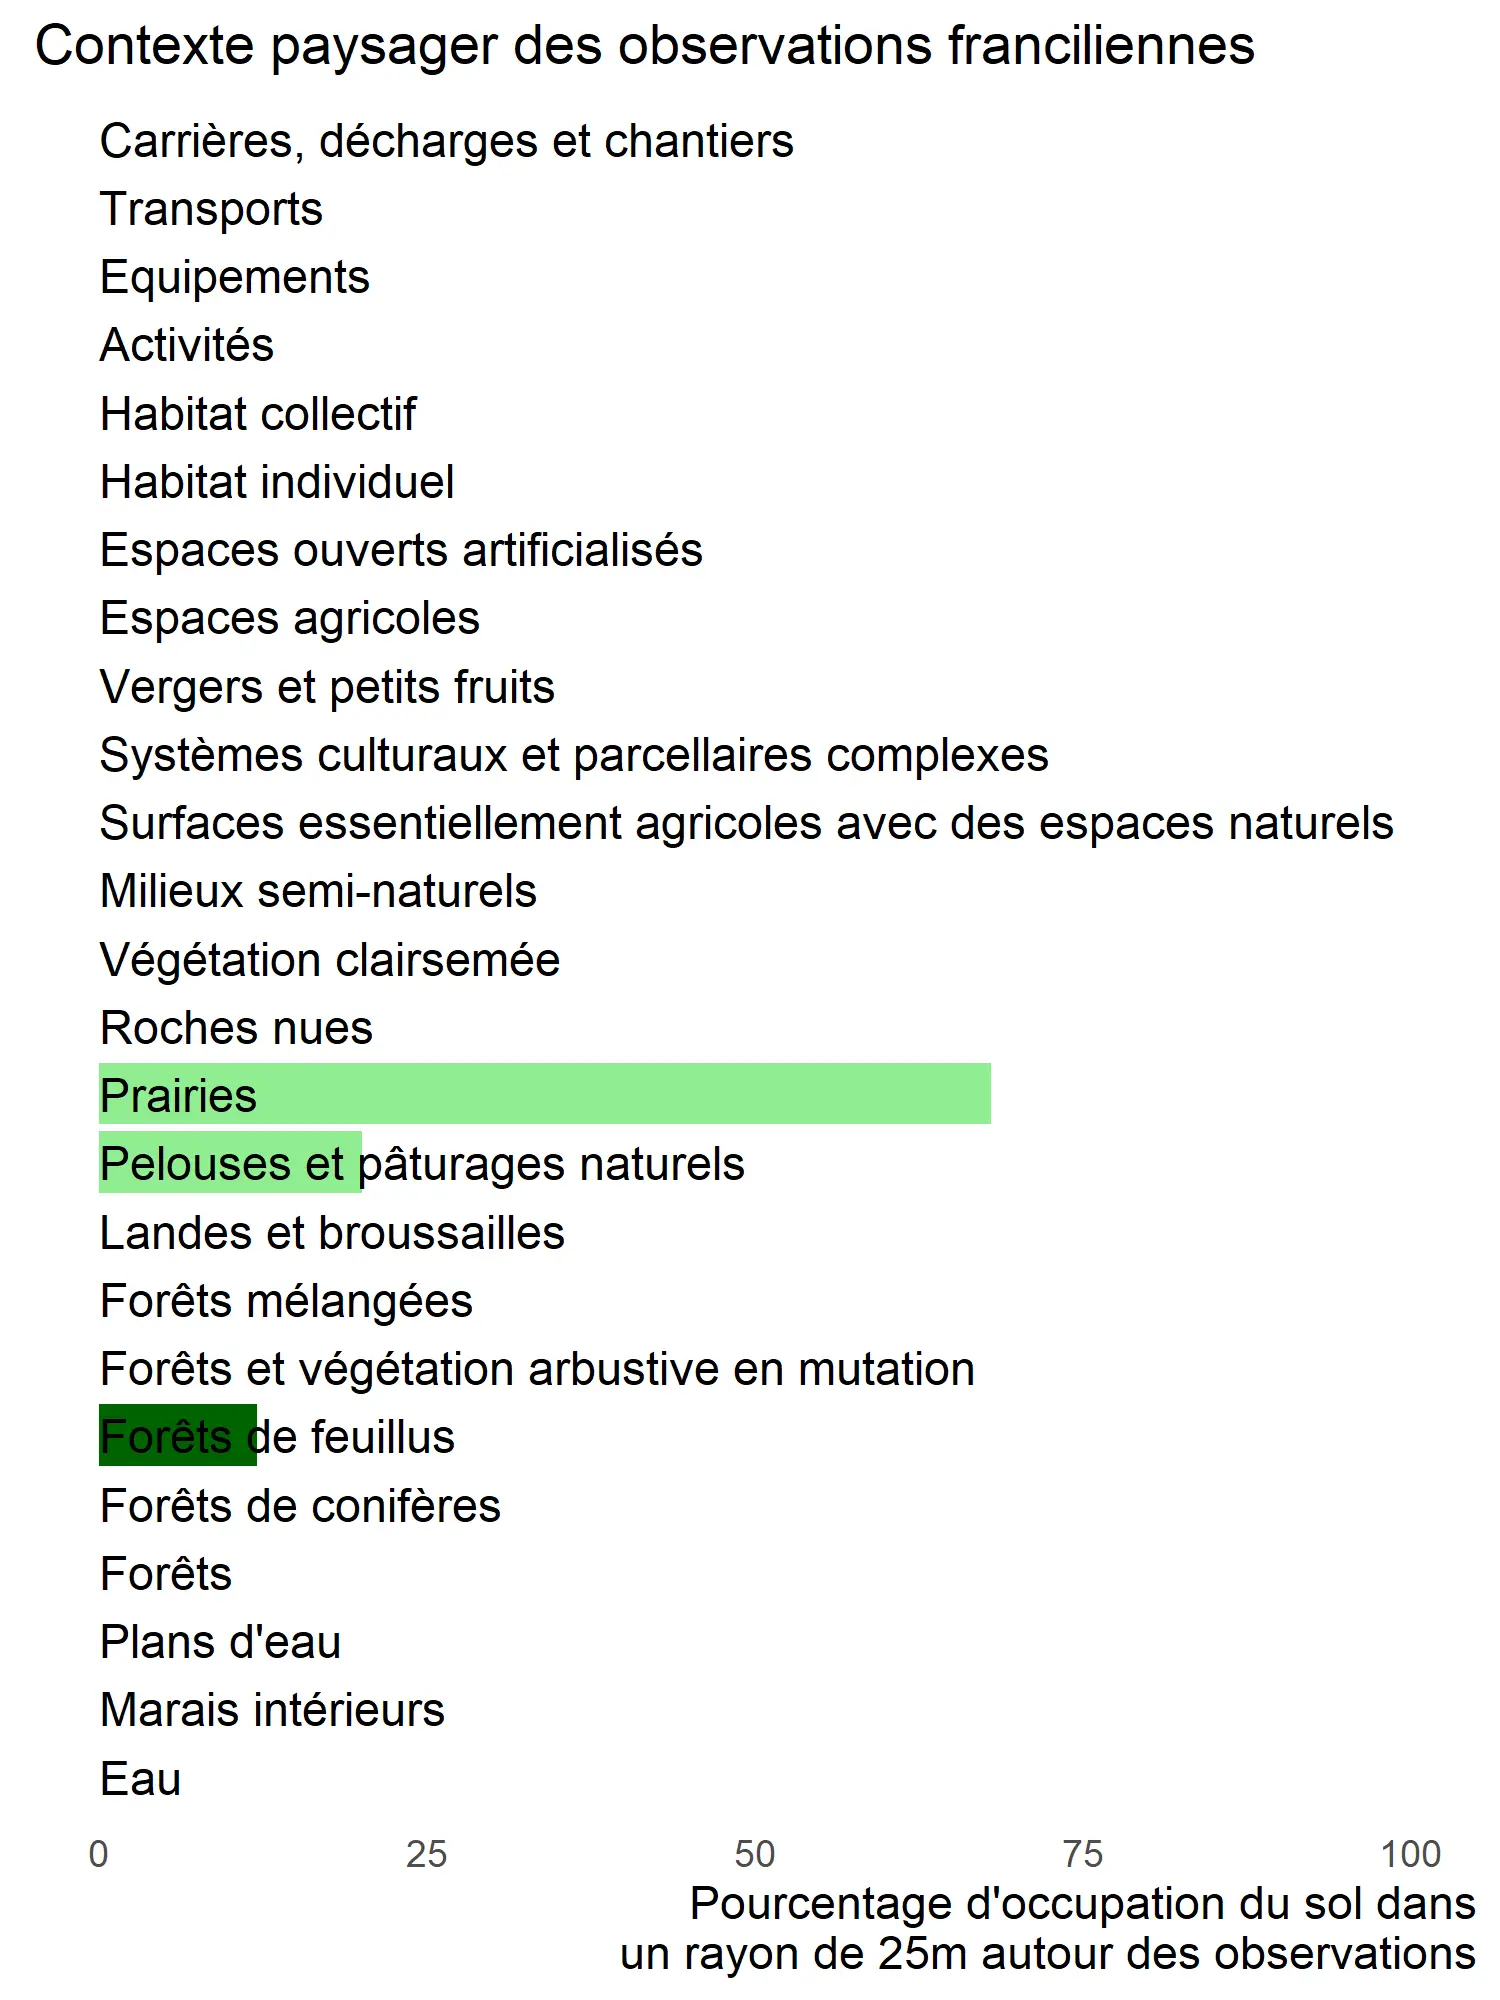 Contexte paysager des observations franciliennes
Carrières, décharges et chantiers
Transports
Equipements
Activités
Habitat collectif
Habitat individuel
Espaces ouverts artificialisés
Espaces agricoles
Vergers et petits fruits
Systèmes culturaux et parcellaires complexes
Surfaces essentiellement agricoles avec des espaces naturels
Milieux semi-naturels
Végétation clairsemée
Roches nues
Prairies
Pelouses et pâturages naturels
Landes et broussailles
Forêts mélangées
Forêts et végétation arbustive en mutation
Forêts de feuillus
Forêts de conifères
Forêts
Plans d'eau
Marais intérieurs
Eau
0 25 50 75 100
Pourcentage d'occupation du sol dans
un rayon de 25m autour des observations